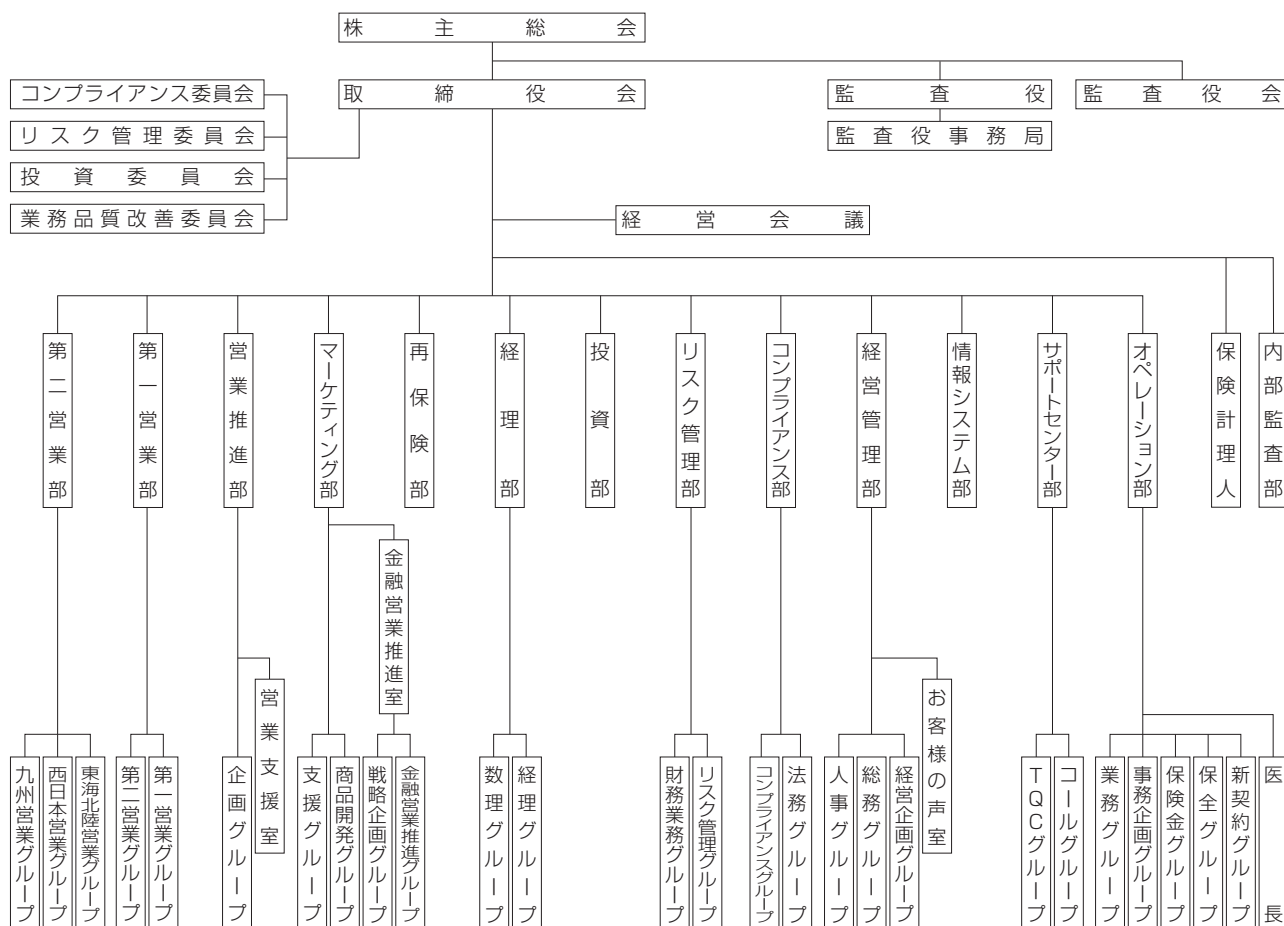 株主総会
コンプライアンス委員会
取締役会
監査役
監査役会
リスク管理委員会
監査役事務局
投資委員会
業務品質改善委員会
経営会議
第二営業部
第一営業部
営業推進部
マーケティング部
再保険部
経理部
投資部
リスク管理部
コンプライアンス部
経営管理部
情報システム部
サポートセンター部
オペレーション部
保険計理人
内部監査部
金融営業推進室
営業支援室
お客様の声室
九州営業グループ
西日本営業グループ
東海北陸営業グループ
第二営業グループ
第一営業グループ
企画グループ
支援グループ
商品開発グループ
戦略企画グループ
金融営業推進グループ
数理グループ
経理グループ
財務業務グループ
リスク管理グループ
コンプライアンスグループ
法務グループ
人事グループ
総務グループ
経営企画グループ
TQCグループ
コールグループ
業務グループ
事務企画グループ
保険金グループ
保全グループ
新契約グループ
医長